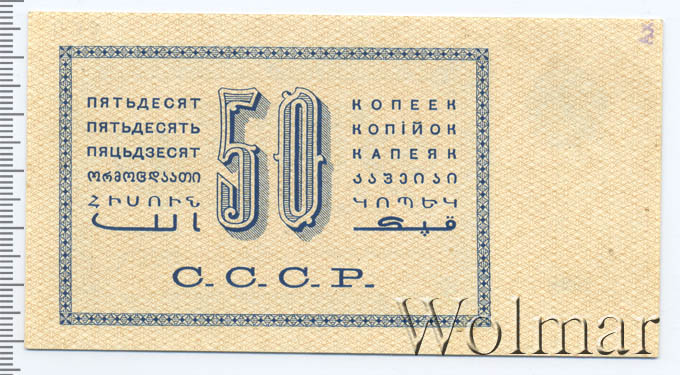 ПЯТЬДЕСЯТ 50 КОПЕЕК
ПЯТЬДЕСЯТЬ КОПІЙОК
ПЯЦЬДЗЕСЯТ КАПЕЯК
ორმოცდაათი კაპეიკი
ՀԻՍՈՒՆ ԿՈՊԵԿ
С.С.С.Р.
Wolmar